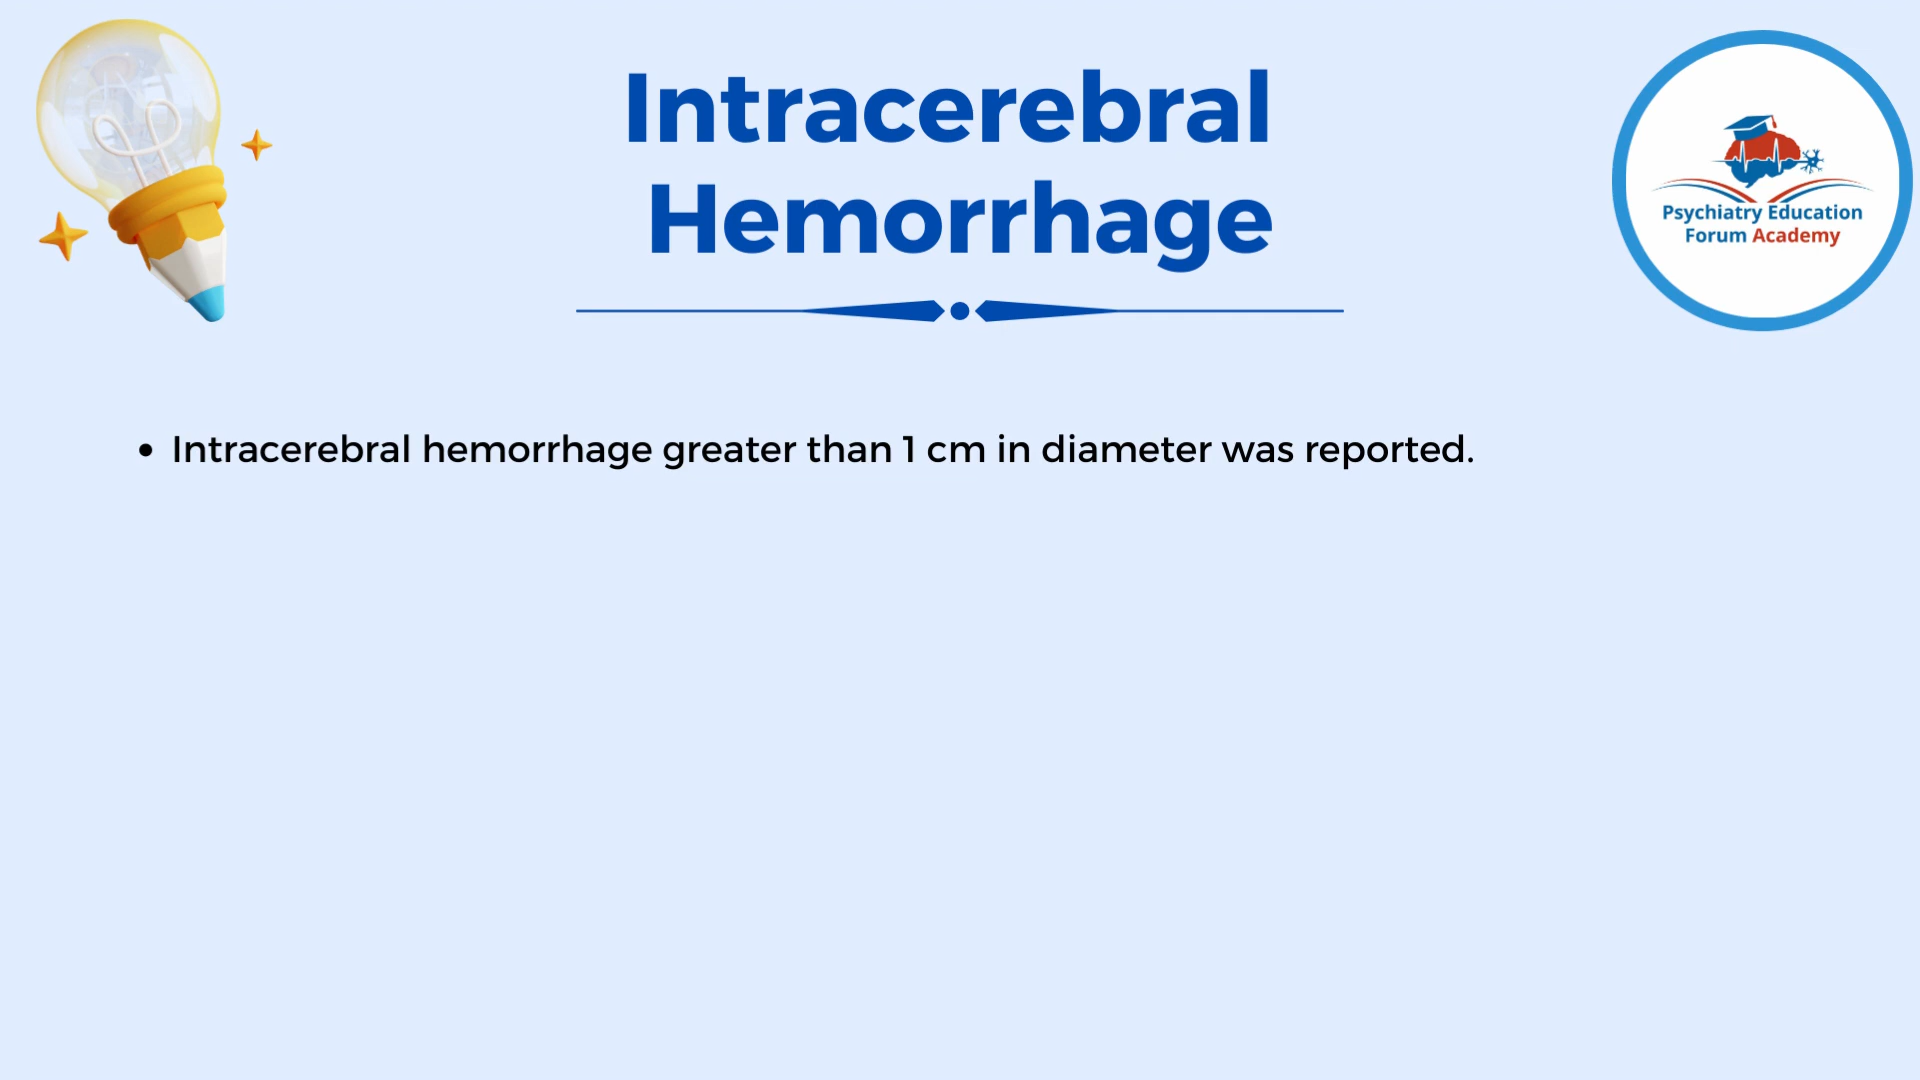 Intracerebral
Hemorrhage
Psychiatry Education
Forum Academy
• Intracerebral hemorrhage greater than 1 cm in diameter was reported.